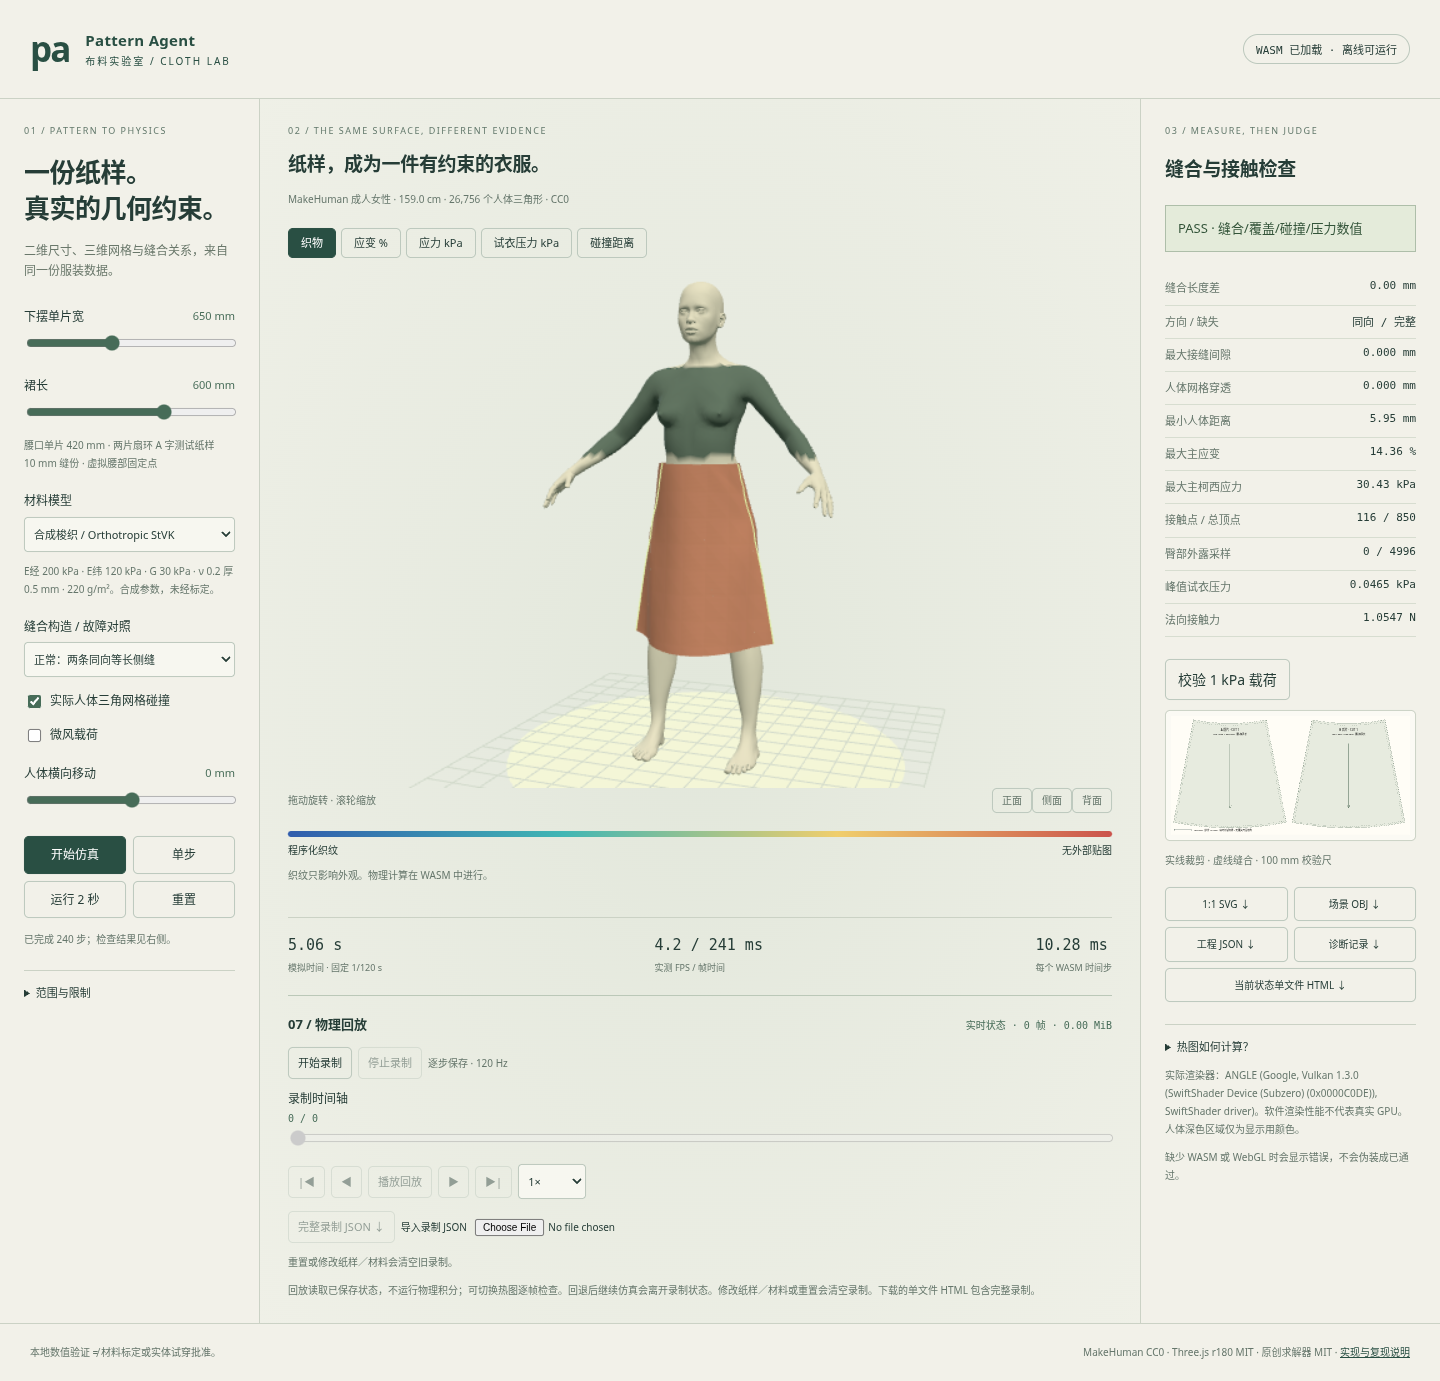 pa
Pattern Agent
布料实验室 / CLOTH LAB
WASM 已加载 · 离线可运行
01 / PATTERN TO PHYSICS
一份纸样。
真实的几何约束。
二维尺寸、三维网格与缝合关系，来自
同一份服装数据。
下摆单片宽 650 mm
裙长 600 mm
腰口单片 420 mm · 两片扇环 A 字测试纸样
10 mm 缝份 · 虚拟腰部固定点
材料模型
合成梭织 / Orthotropic StVK
E经 200 kPa · E纬 120 kPa · G 30 kPa · ν 0.2 厚
0.5 mm · 220 g/m²。合成参数，未经标定。
缝合构造 / 故障对照
正常：两条同向等长侧缝
实际人体三角网格碰撞
微风载荷
人体横向移动 0 mm
开始仿真 单步
运行 2 秒 重置
已完成 240 步；检查结果见右侧。
范围与限制
02 / THE SAME SURFACE, DIFFERENT EVIDENCE
纸样，成为一件有约束的衣服。
MakeHuman 成人女性 · 159.0 cm · 26,756 个人体三角形 · CC0
织物 应变 % 应力 kPa 试衣压力 kPa 碰撞距离
拖动旋转 · 滚轮缩放 正面 侧面 背面
程序化织纹 无外部贴图
织纹只影响外观。物理计算在 WASM 中进行。
5.06 s 4.2 / 241 ms 10.28 ms
模拟时间 · 固定 1/120 s 实测 FPS / 帧时间 每个 WASM 时间步
07 / 物理回放 实时状态 · 0 帧 · 0.00 MiB
开始录制 停止录制 逐步保存 · 120 Hz
录制时间轴
0 / 0
|◀ ◀ 播放回放 ▶ ▶| 1×
完整录制 JSON ↓ 导入录制 JSON Choose File No file chosen
重置或修改纸样／材料会清空旧录制。
回放读取已保存状态，不运行物理积分；可切换热图逐帧检查。回退后继续仿真会离开录制状态。修改纸样／材料或重置会清空录制。下载的单文件 HTML 包含完整录制。
03 / MEASURE, THEN JUDGE
缝合与接触检查
PASS · 缝合/覆盖/碰撞/压力数值
缝合长度差 0.00 mm
方向 / 缺失 同向 / 完整
最大接缝间隙 0.000 mm
人体网格穿透 0.000 mm
最小人体距离 5.95 mm
最大主应变 14.36 %
最大主柯西应力 30.43 kPa
接触点 / 总顶点 116 / 850
臀部外露采样 0 / 4996
峰值试衣压力 0.0465 kPa
法向接触力 1.0547 N
校验 1 kPa 载荷
实线裁剪 · 虚线缝合 · 100 mm 校验尺
1:1 SVG ↓ 场景 OBJ ↓
工程 JSON ↓ 诊断记录 ↓
当前状态单文件 HTML ↓
热图如何计算？
实际渲染器：ANGLE (Google, Vulkan 1.3.0
(SwiftShader Device (Subzero) (0x0000C0DE)),
SwiftShader driver)。软件渲染性能不代表真实 GPU。
人体深色区域仅为显示用颜色。
缺少 WASM 或 WebGL 时会显示错误，不会伪装成已通
过。
本地数值验证 ≠ 材料标定或实体试穿批准。
MakeHuman CC0 · Three.js r180 MIT · 原创求解器 MIT · 实现与复现说明